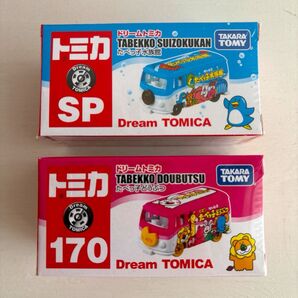 トミカ
ドリームトミカ
TABEKKO SUIZOKUKAN
たべっ子水族館
TAKARA TOMY
SP
Dream TOMICA
トミカ
ドリームトミカ
TABEKKO DOUBUTSU
たべっ子どうぶつ
TAKARA TOMY
170
Dream TOMICA